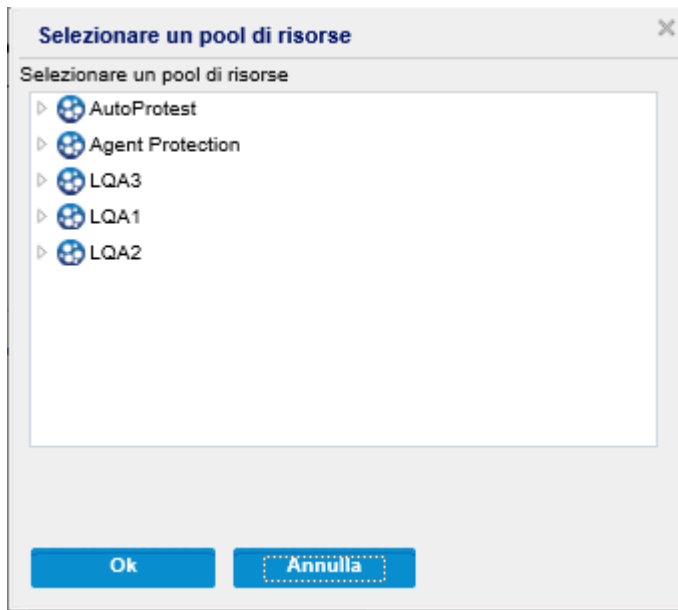 Selezionare un pool di risorse
Selezionare un pool di risorse
AutoProtest
Agent Protection
LQA3
LQA1
LQA2
Ok
Annulla